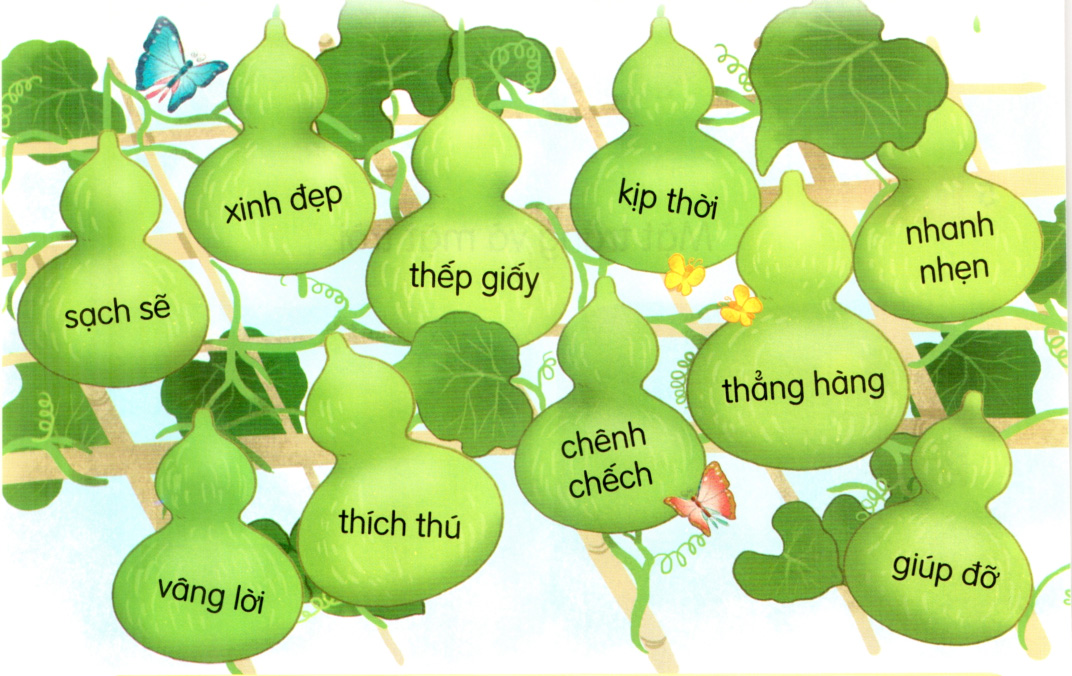 xinh đẹp
kịp thời
nhanh
nhẹn
thếp giấy
sạch sẽ
thẳng hàng
chênh
chếch
thích thú
vâng lời
giúp đỡ